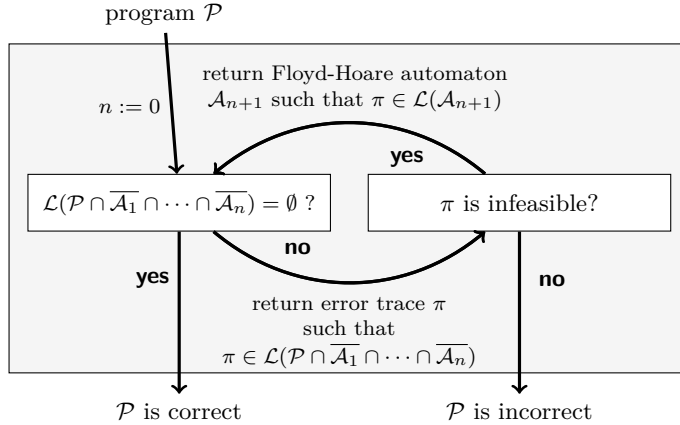 program 𝒫
return Floyd-Hoare automaton
𝒜ₙ₊₁ such that π ∈ ℒ(𝒜ₙ₊₁)
n := 0
yes
ℒ(𝒫 ∩ A̅₁ ∩ ⋯ ∩ A̅ₙ) = ∅ ?
π is infeasible?
no
yes
no
return error trace π
such that
π ∈ ℒ(𝒫 ∩ A̅₁ ∩ ⋯ ∩ A̅ₙ)
𝒫 is correct
𝒫 is incorrect